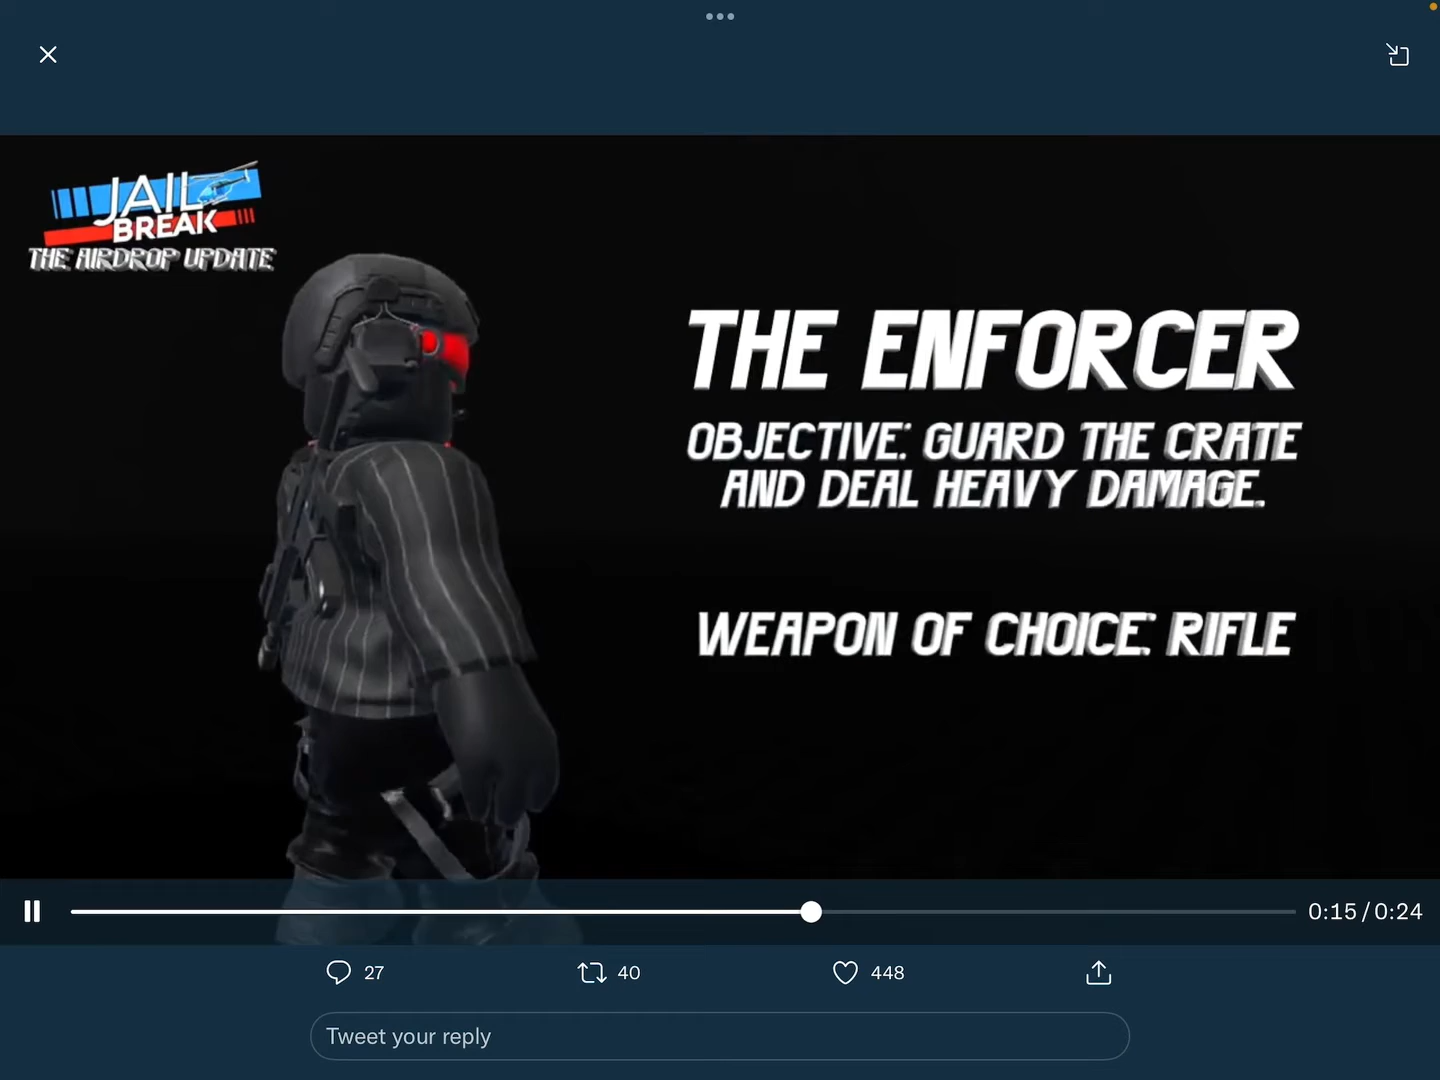 JAIL
BREAK
THE AIRDROP UPDATE
THE ENFORCER
OBJECTIVE: GUARD THE CRATE
AND DEAL HEAVY DAMAGE.
WEAPON OF CHOICE: RIFLE
0:15 / 0:24
27
40
448
Tweet your reply